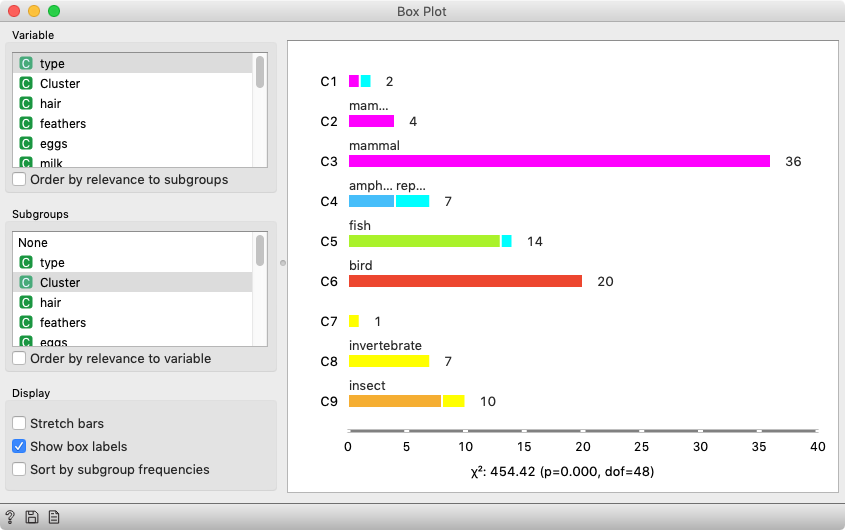 Box Plot
Variable
C type
C Cluster
C hair
C feathers
C eggs
C milk
Order by relevance to subgroups
Subgroups
None
C type
C Cluster
C hair
C feathers
C eggs
Order by relevance to variable
Display
Stretch bars
Show box labels
Sort by subgroup frequencies
C1 2
mam...
C2 4
mammal
C3 36
amph... rep...
C4 7
fish
C5 14
bird
C6 20
C7 1
invertebrate
C8 7
insect
C9 10
0 5 10 15 20 25 30 35 40
χ²: 454.42 (p=0.000, dof=48)
?